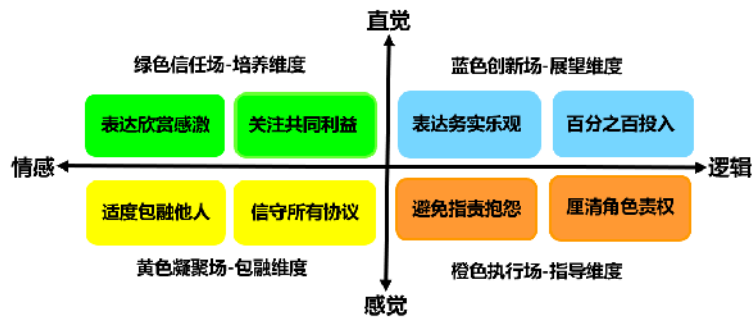 直觉
绿色信任场-培养维度
蓝色创新场-展望维度
表达欣赏感激
关注共同利益
表达务实乐观
百分之百投入
情感
逻辑
适度包融他人
信守所有协议
避免指责抱怨
厘清角色责权
黄色凝聚场-包融维度
橙色执行场-指导维度
感觉